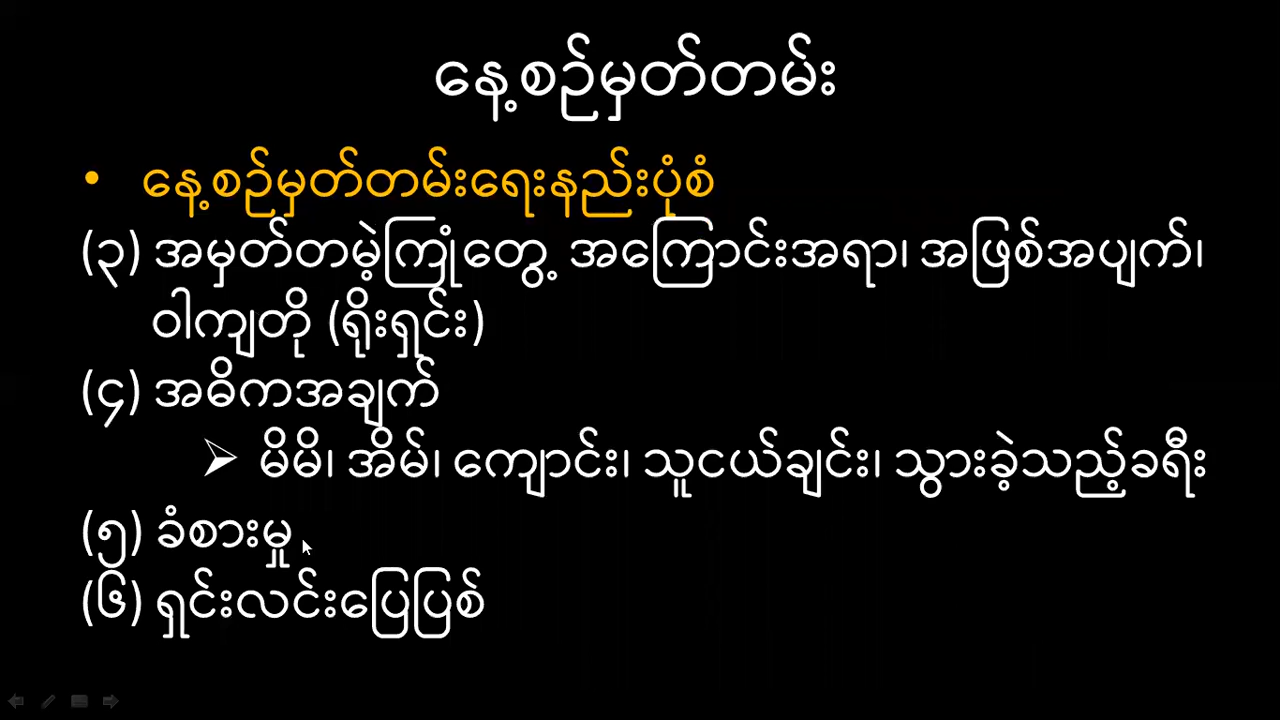 နေ့စဉ်မှတ်တမ်း
• နေ့စဉ်မှတ်တမ်းရေးနည်းပုံစံ
(၃) အမှတ်တမဲ့ကြုံတွေ့ အကြောင်းအရာ၊ အဖြစ်အပျက်၊
ဝါကျတို (ရိုးရှင်း)
(၄) အဓိကအချက်
➢ မိမိ၊ အိမ်၊ ကျောင်း၊ သူငယ်ချင်း၊ သွားခဲ့သည့်ခရီး
(၅) ခံစားမှု
(၆) ရှင်းလင်းပြေပြစ်